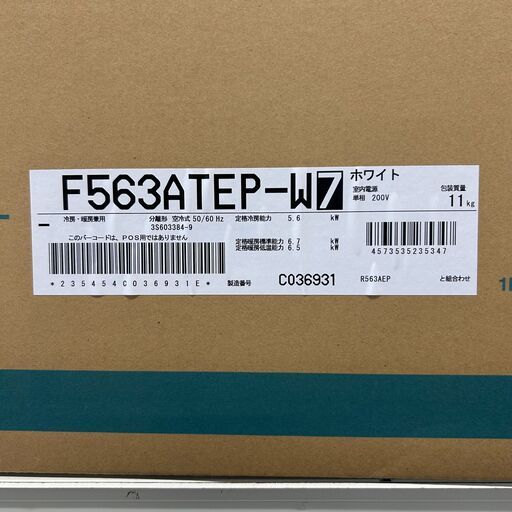 F563ATEP-W7
ホワイト
室内電源
単相 200V
包装質量
11kg
冷房・暖房兼用 分離形 空冷式 50/60Hz 定格冷房能力 5.6 kW
3S603384-9
このバーコードは、POS用ではありません
定格暖房標準能力 6.7 kW
定格暖房低温能力 6.5 kW
4573535235347
*235454C036931E*
製造番号 C036931
R563AEP と組合わせ